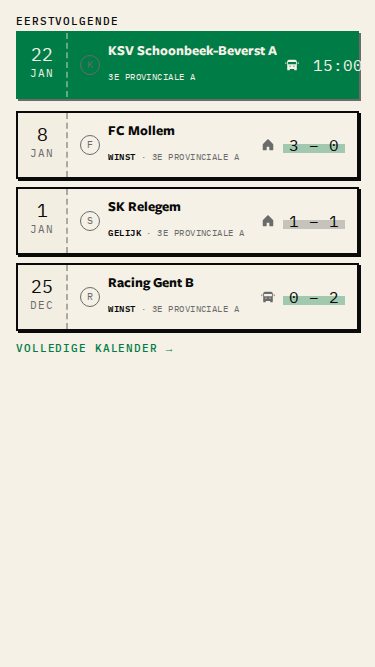 EERSTVOLGENDE
22
JAN
K
KSV Schoonbeek-Beverst A
3E PROVINCIALE A
15:00
8
JAN
F
FC Mollem
WINST · 3E PROVINCIALE A
3 – 0
1
JAN
S
SK Relegem
GELIJK · 3E PROVINCIALE A
1 – 1
25
DEC
R
Racing Gent B
WINST · 3E PROVINCIALE A
0 – 2
VOLLEDIGE KALENDER →